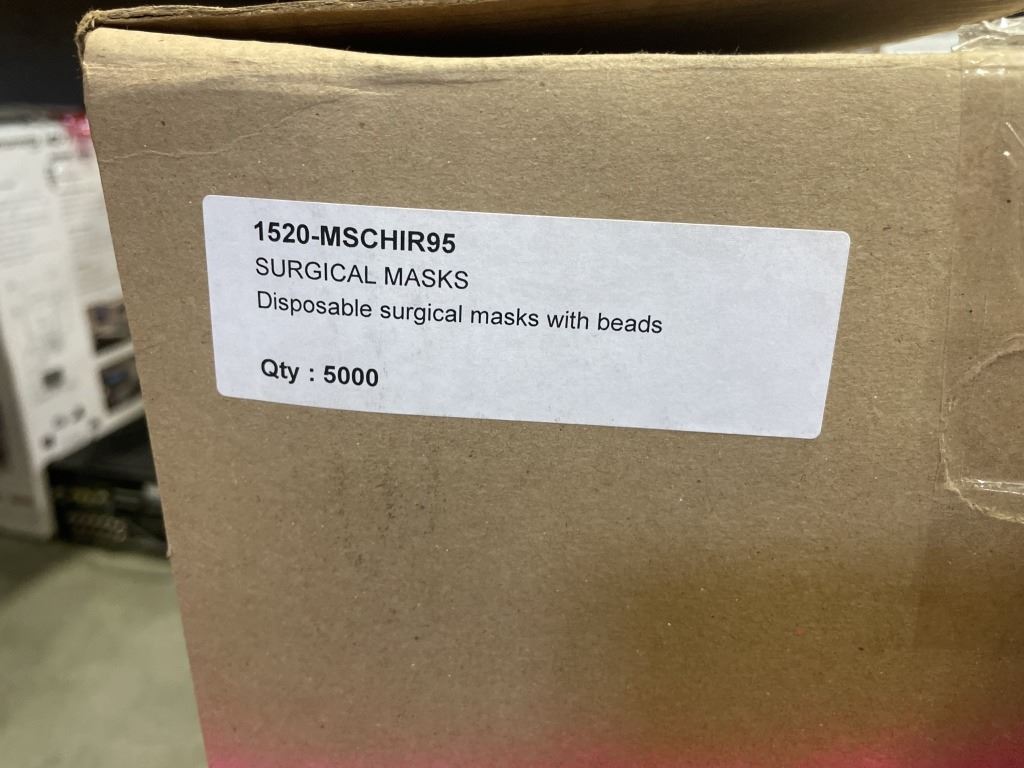 1520-MSCHIR95
SURGICAL MASKS
Disposable surgical masks with beads
Qty : 5000